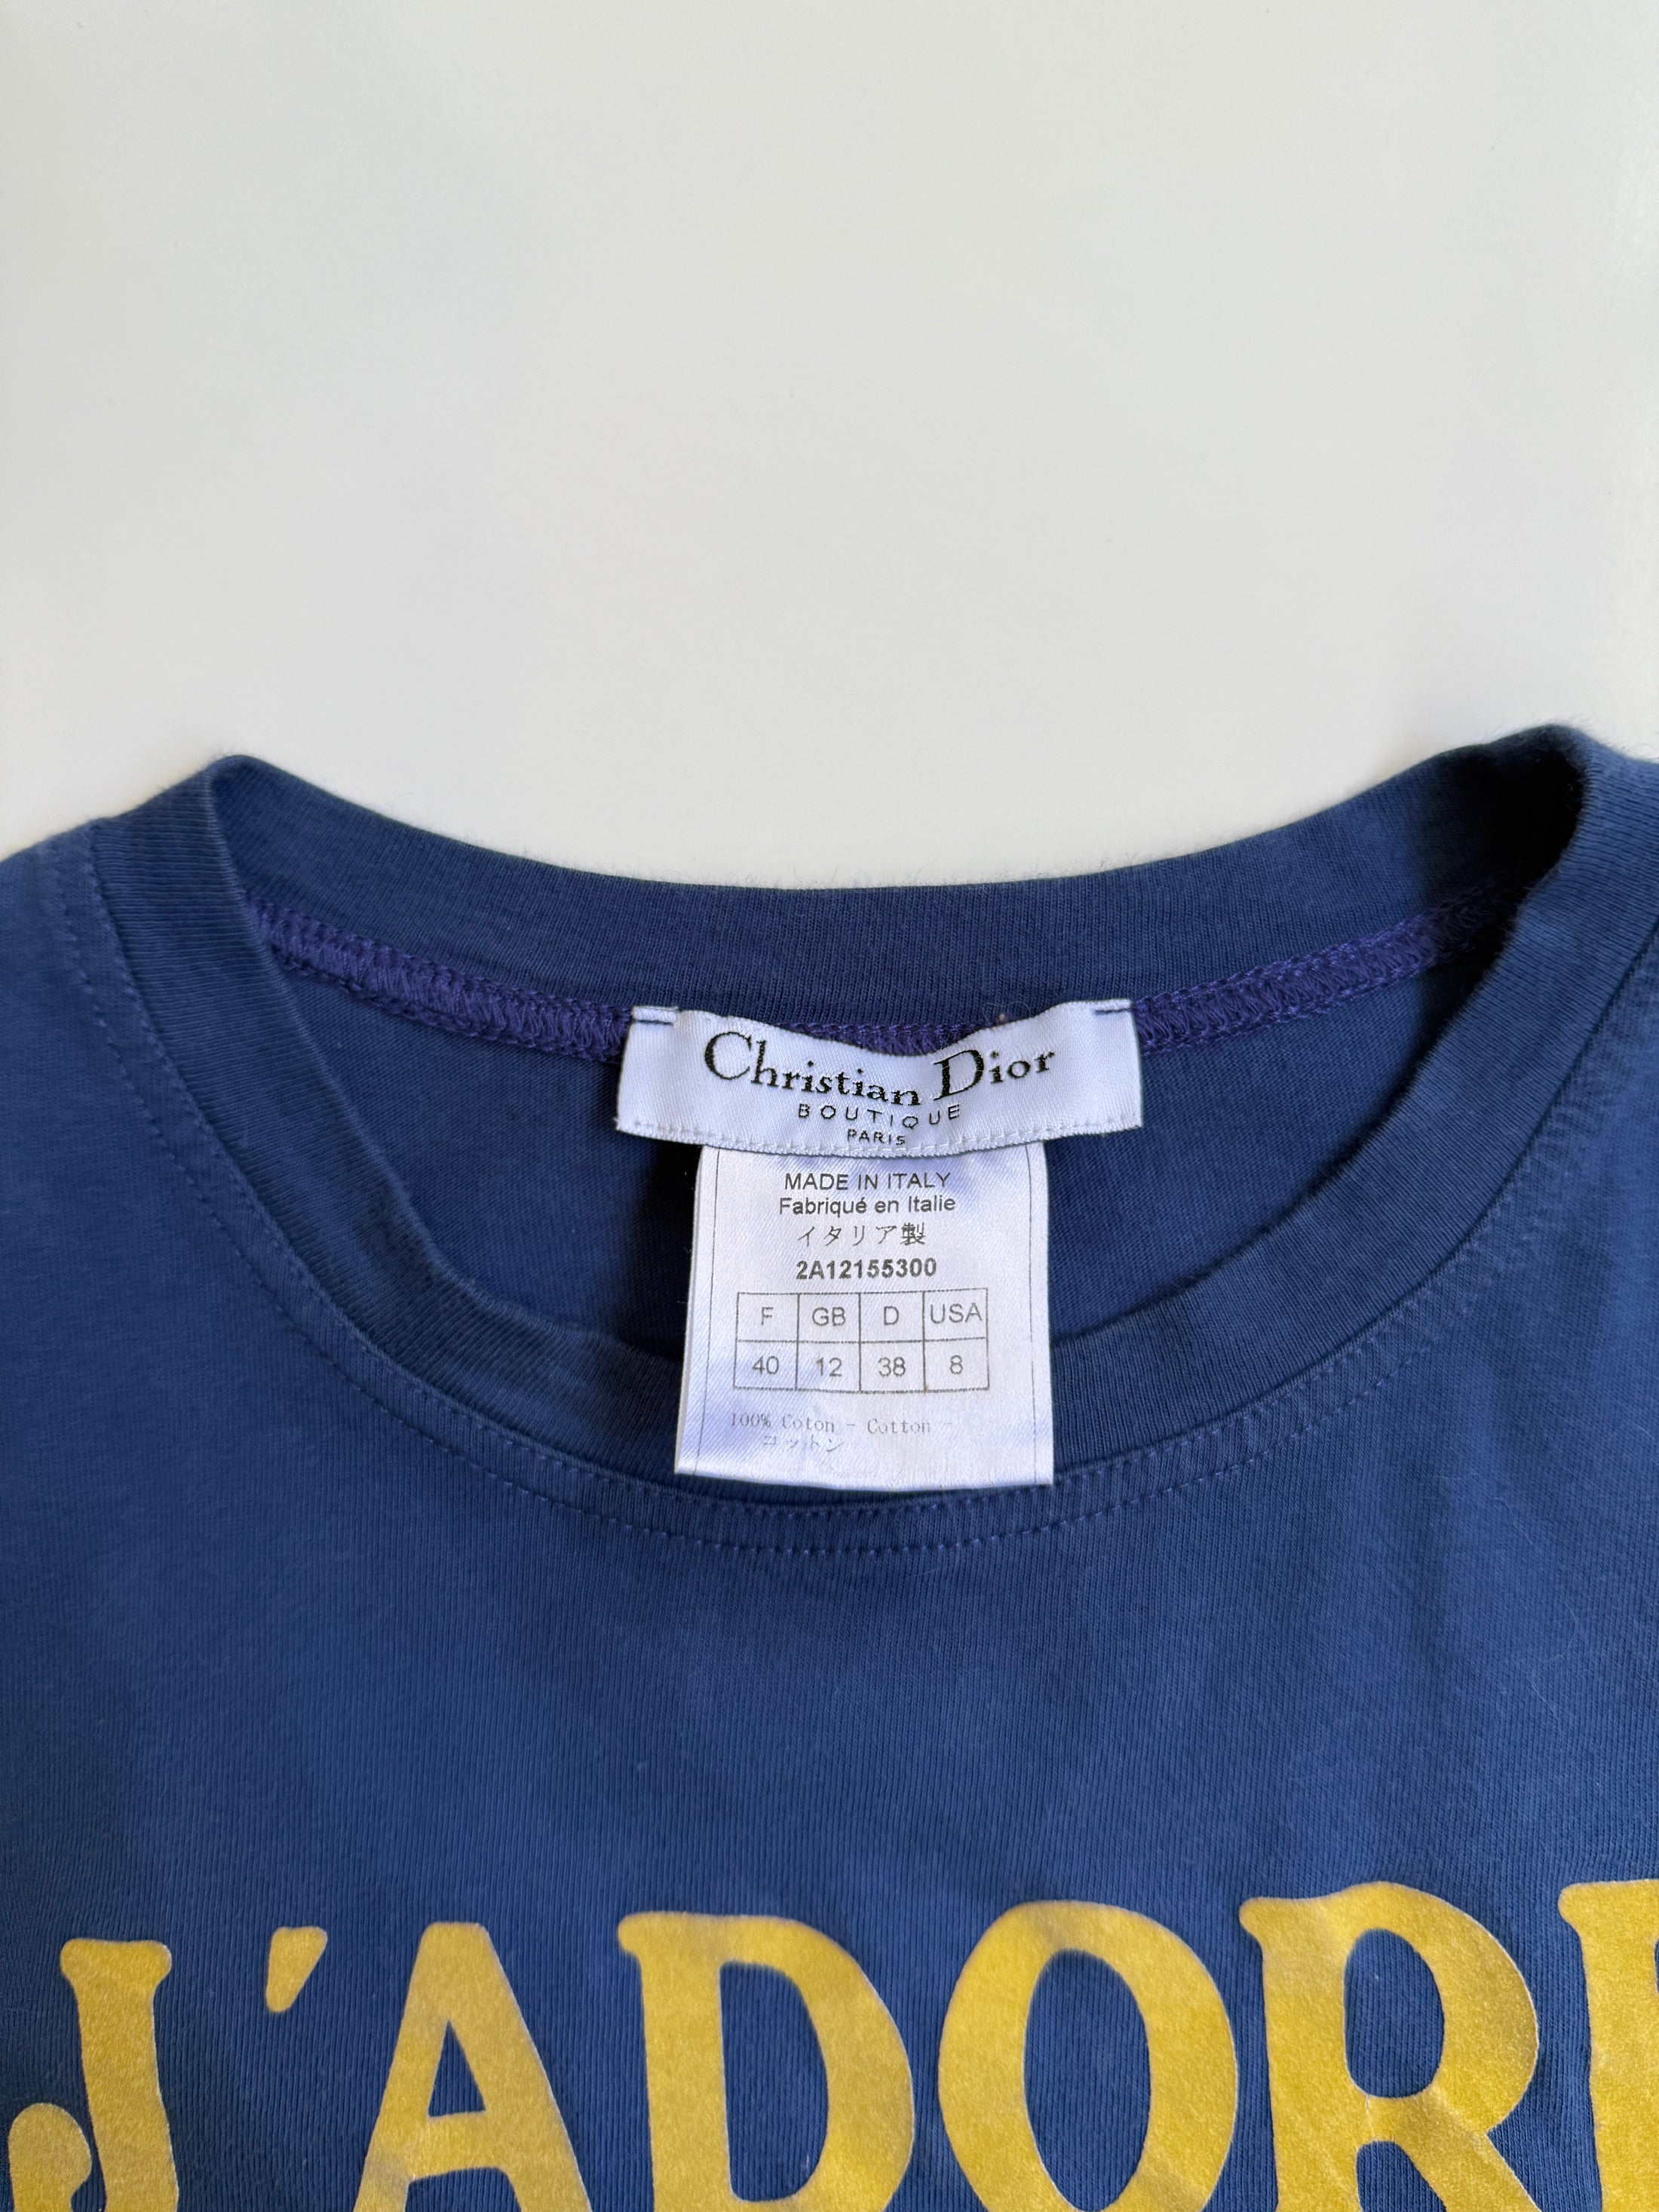 Christian Dior
BOUTIQUE
PARIS
MADE IN ITALY
Fabriqué en Italie
イタリア製
2A12155300
F GB D USA
40 12 38 8
100% Coton - Cotton -
コットン
J'ADOR